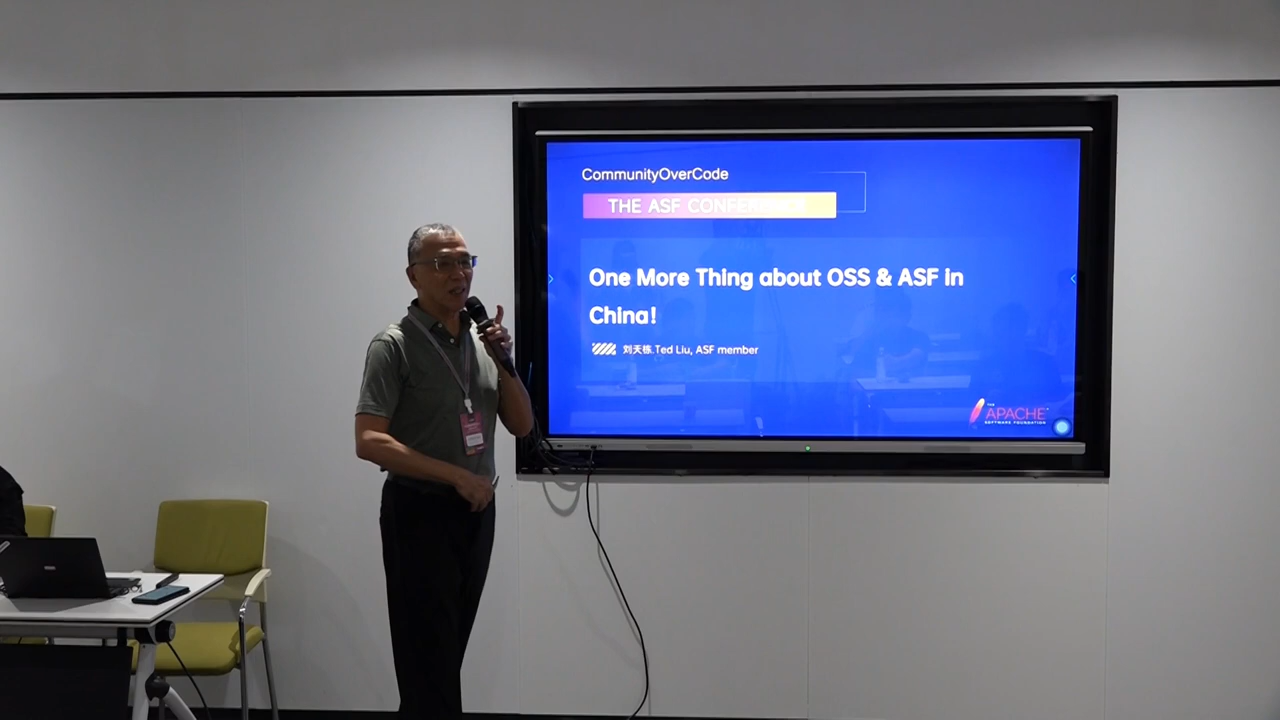 CommunityOverCode
THE ASF CONFERENCE
One More Thing about OSS & ASF in
China!
刘天栋 Ted Liu, ASF member
THE
APACHE
SOFTWARE FOUNDATION